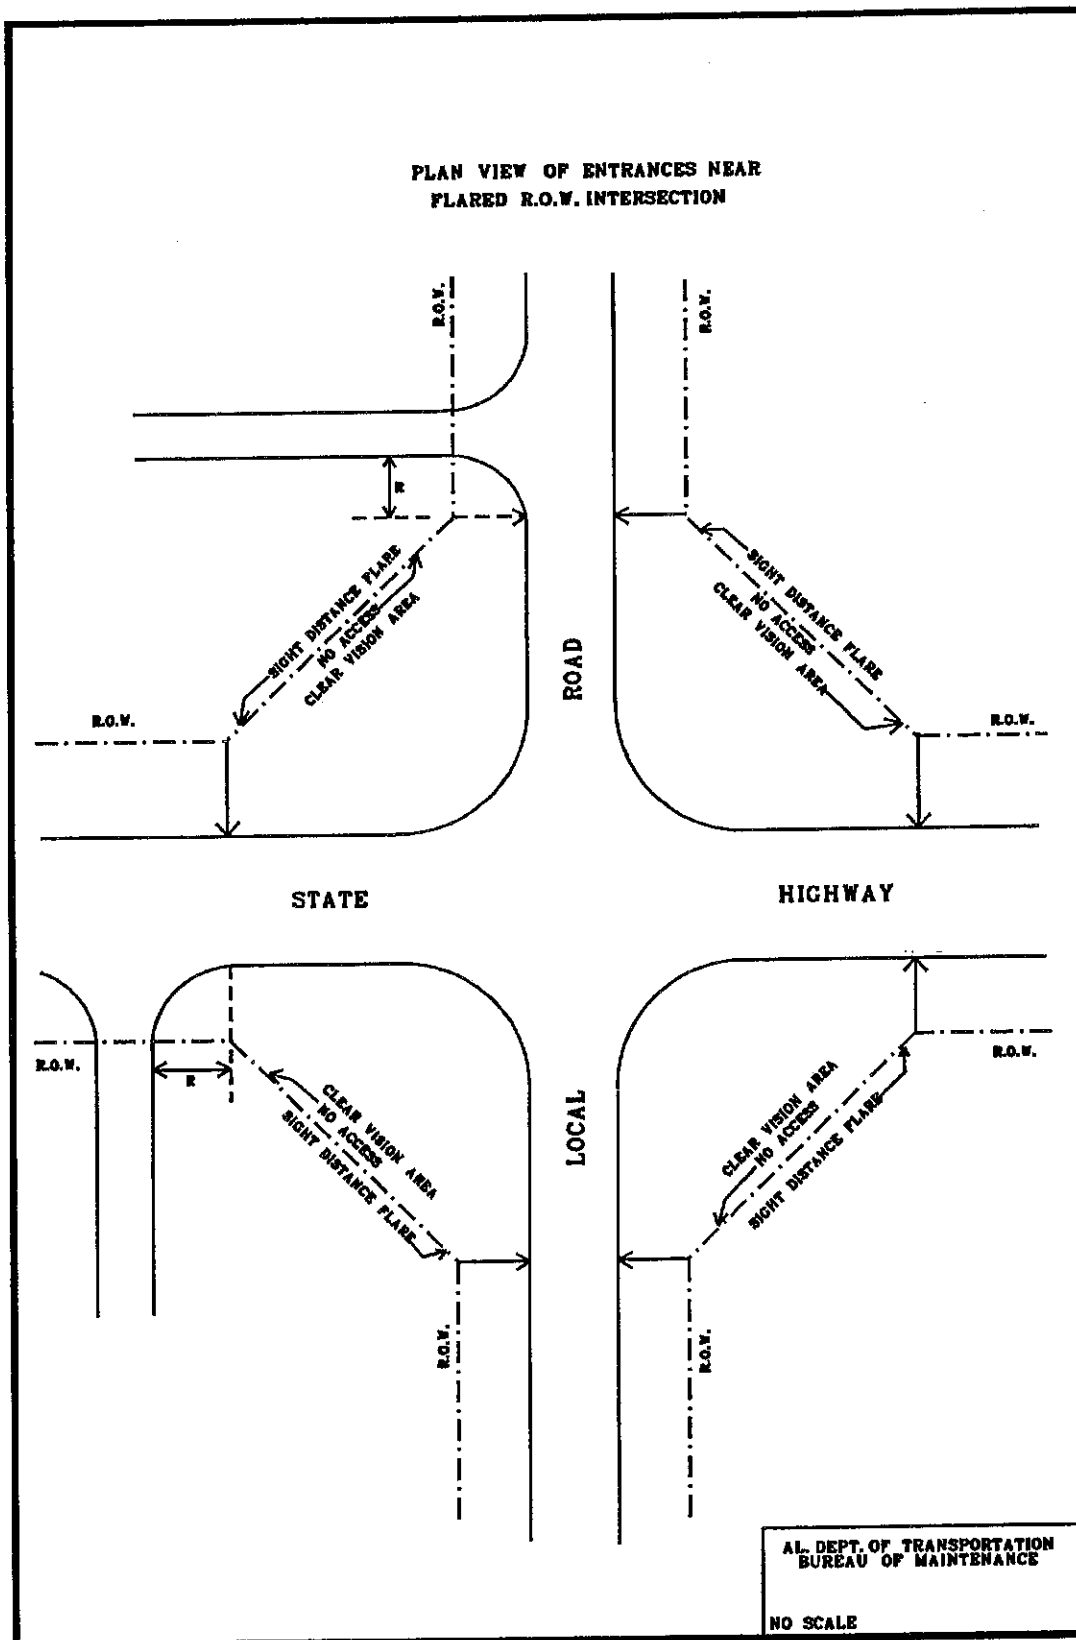 PLAN VIEW OF ENTRANCES NEAR
FLARED R.O.W. INTERSECTION
R.O.W.
R.O.W.
R
SIGHT DISTANCE FLARE
NO ACCESS
CLEAR VISION AREA
SIGHT DISTANCE FLARE
NO ACCESS
CLEAR VISION AREA
ROAD
R.O.W.
R.O.W.
STATE
HIGHWAY
R.O.W.
R
R.O.W.
CLEAR VISION AREA
NO ACCESS
SIGHT DISTANCE FLARE
LOCAL
CLEAR VISION AREA
NO ACCESS
SIGHT DISTANCE FLARE
R.O.W.
R.O.W.
AL. DEPT. OF TRANSPORTATION
BUREAU OF MAINTENANCE
NO SCALE